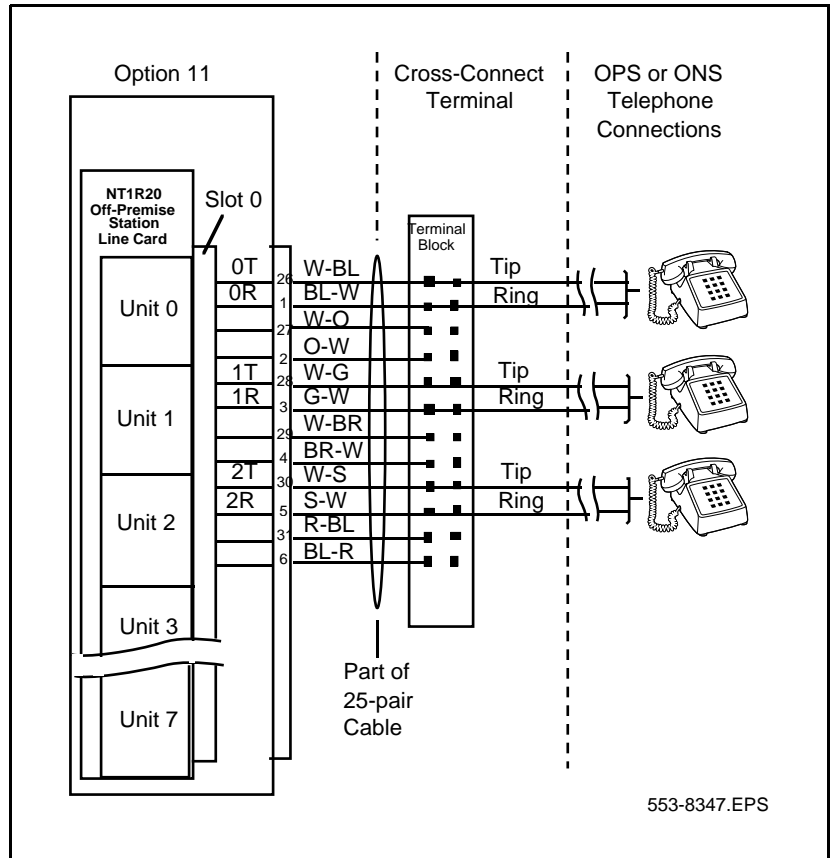 Option 11
Cross-Connect
Terminal
OPS or ONS
Telephone
Connections
NT1R20
Off-Premise
Station
Line Card
Slot 0
Terminal
Block
Unit 0
0T
26
W-BL
Tip
0R
1
BL-W
Ring
27
W-O
2
O-W
Unit 1
1T
28
W-G
Tip
1R
3
G-W
Ring
29
W-BR
4
BR-W
Unit 2
2T
30
W-S
Tip
2R
5
S-W
Ring
31
R-BL
6
BL-R
Unit 3
Unit 7
Part of
25-pair
Cable
553-8347.EPS